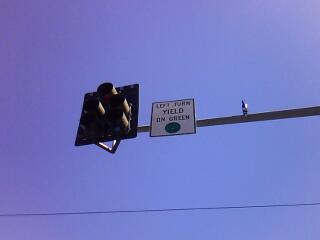 LEFT TURN
YIELD
ON GREEN